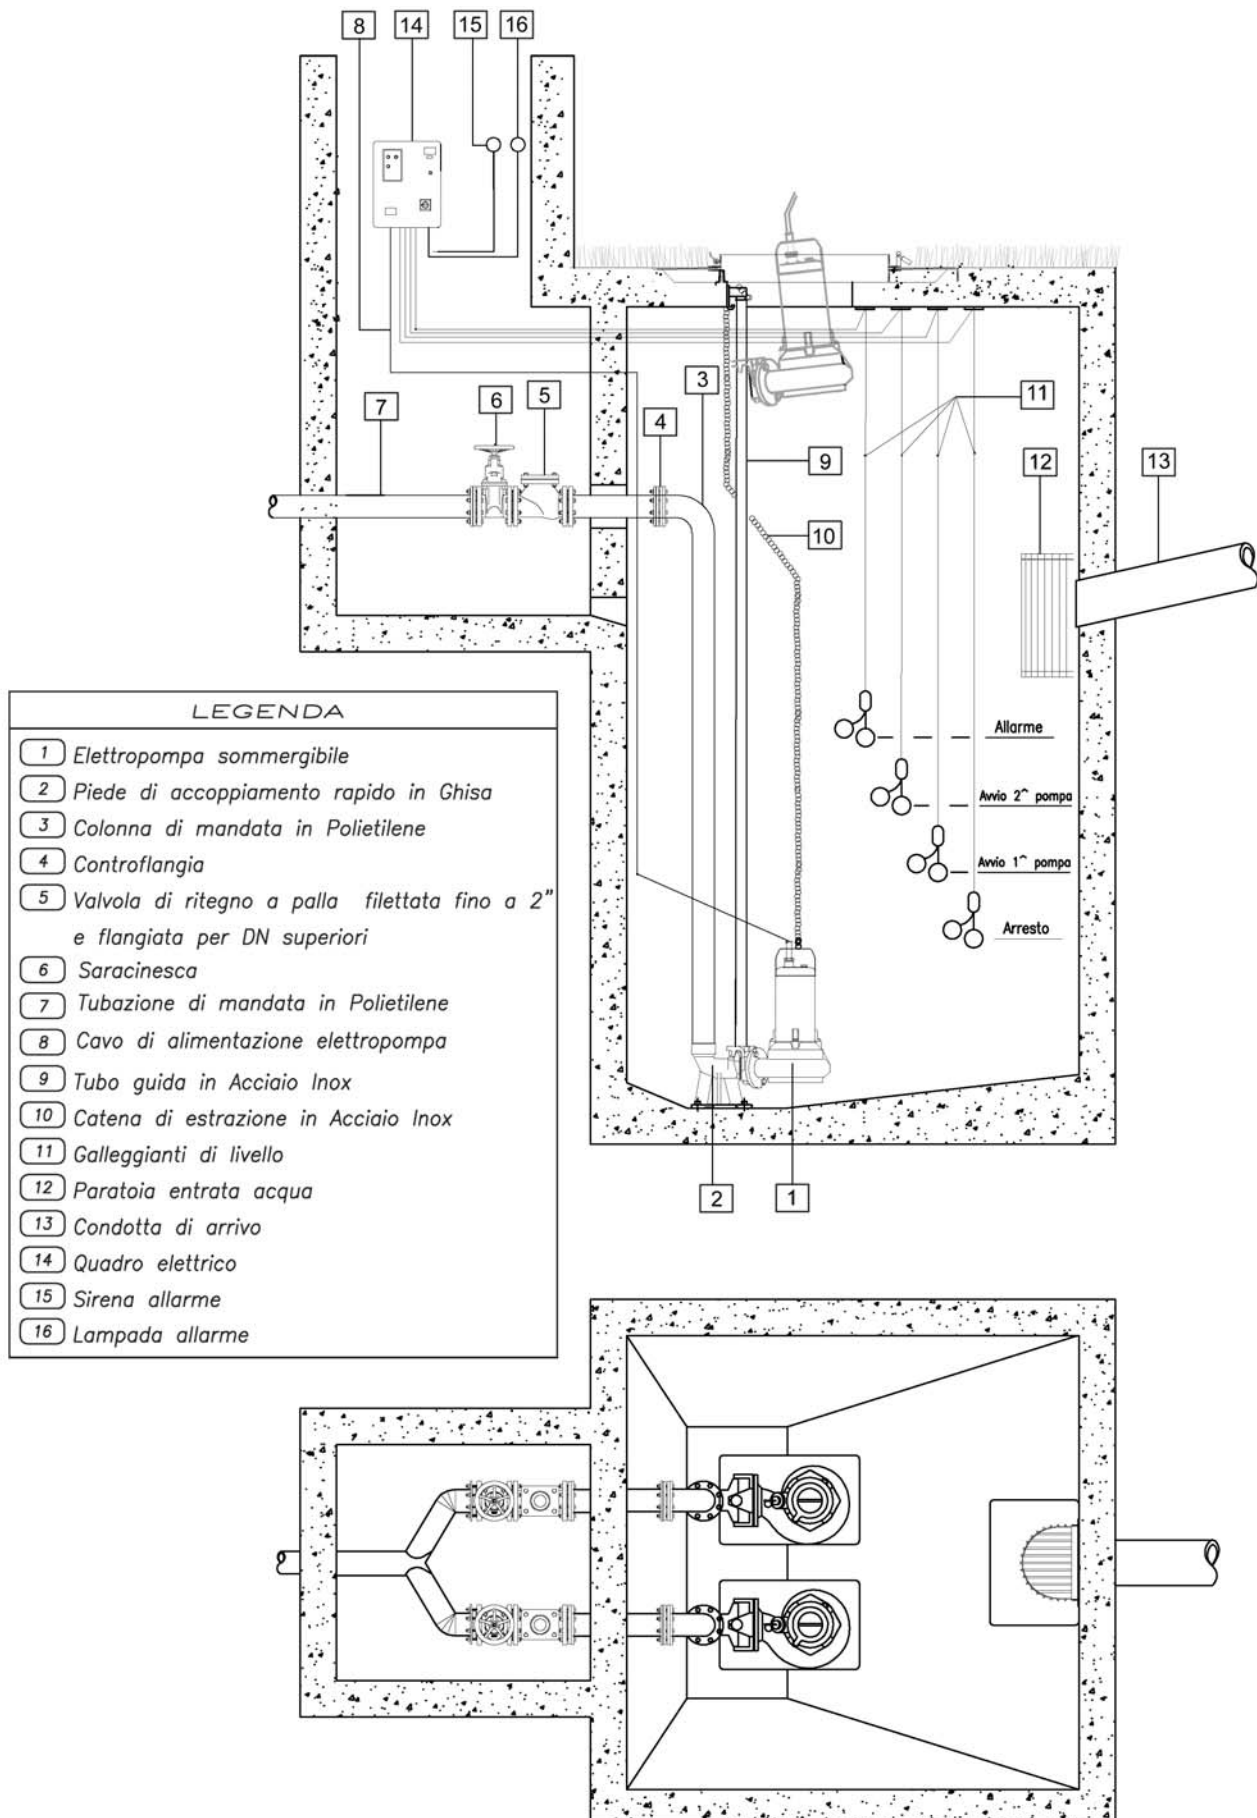 8 14 15 16
3
11
7 6 5 4
9 12 13
10
Allarme
Avvio 2^ pompa
Avvio 1^ pompa
Arresto
2 1
LEGENDA
1 Elettropompa sommergibile
2 Piede di accoppiamento rapido in Ghisa
3 Colonna di mandata in Polietilene
4 Controflangia
5 Valvola di ritegno a palla filettata fino a 2"
e flangiata per DN superiori
6 Saracinesca
7 Tubazione di mandata in Polietilene
8 Cavo di alimentazione elettropompa
9 Tubo guida in Acciaio Inox
10 Catena di estrazione in Acciaio Inox
11 Galleggianti di livello
12 Paratoia entrata acqua
13 Condotta di arrivo
14 Quadro elettrico
15 Sirena allarme
16 Lampada allarme